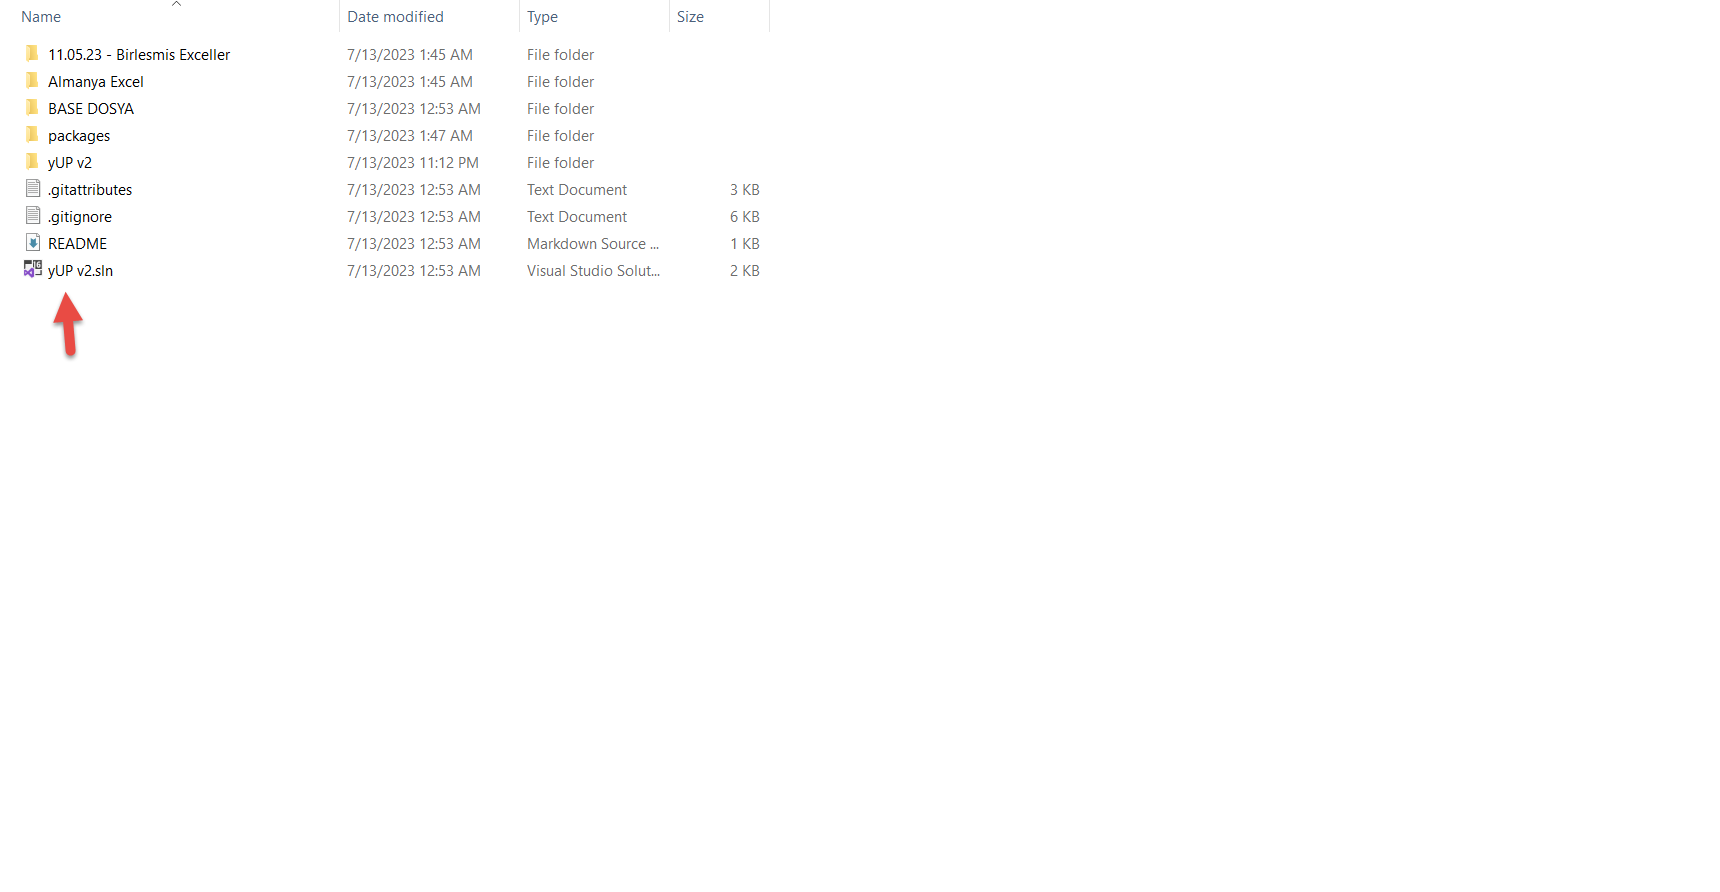 Name Date modified Type Size
11.05.23 - Birlesmis Exceller 7/13/2023 1:45 AM File folder
Almanya Excel 7/13/2023 1:45 AM File folder
BASE DOSYA 7/13/2023 12:53 AM File folder
packages 7/13/2023 1:47 AM File folder
yUP v2 7/13/2023 11:12 PM File folder
.gitattributes 7/13/2023 12:53 AM Text Document 3 KB
.gitignore 7/13/2023 12:53 AM Text Document 6 KB
README 7/13/2023 12:53 AM Markdown Source ... 1 KB
yUP v2.sln 7/13/2023 12:53 AM Visual Studio Solut... 2 KB